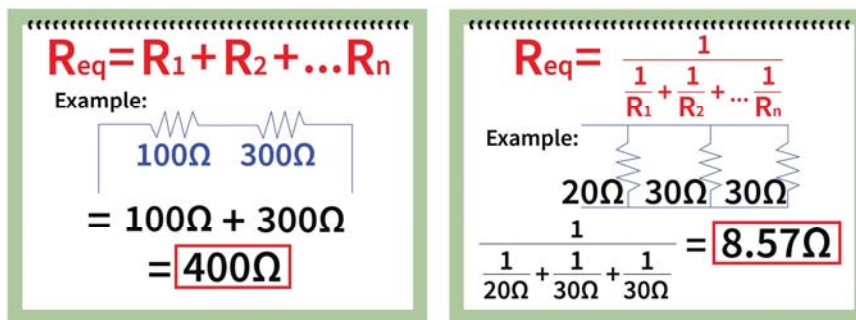 Req=R1+R2+...Rn
Example:
100Ω 300Ω
= 100Ω + 300Ω
= 400Ω
Req= 1
1/R1 + 1/R2 + ... 1/Rn
Example:
20Ω 30Ω 30Ω
1
1/20Ω + 1/30Ω + 1/30Ω
= 8.57Ω